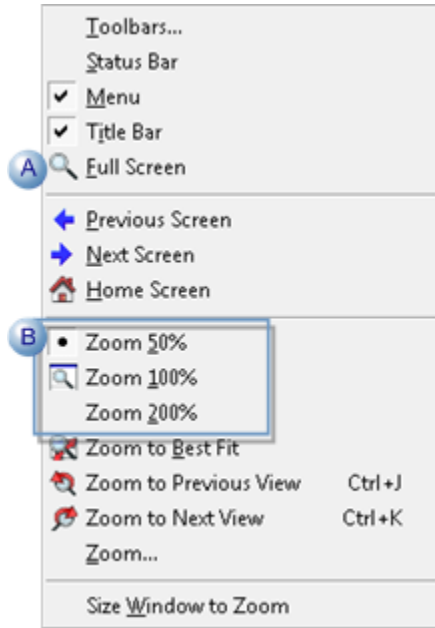 Toolbars...
Status Bar
Menu
Title Bar
A Full Screen
Previous Screen
Next Screen
Home Screen
B Zoom 50%
Zoom 100%
Zoom 200%
Zoom to Best Fit
Zoom to Previous View Ctrl+J
Zoom to Next View Ctrl+K
Zoom...
Size Window to Zoom